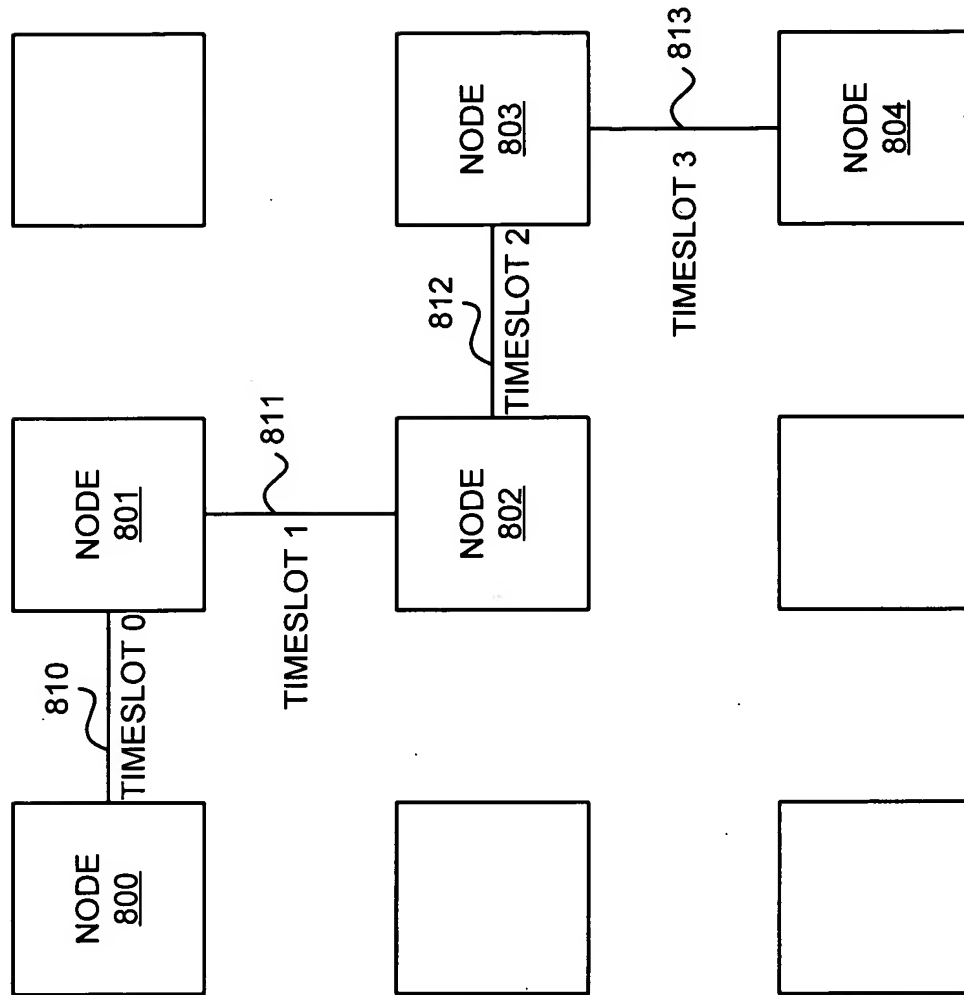 NODE
800
810
TIMESLOT 0
NODE
801
811
TIMESLOT 1
NODE
802
812
TIMESLOT 2
NODE
803
813
TIMESLOT 3
NODE
804